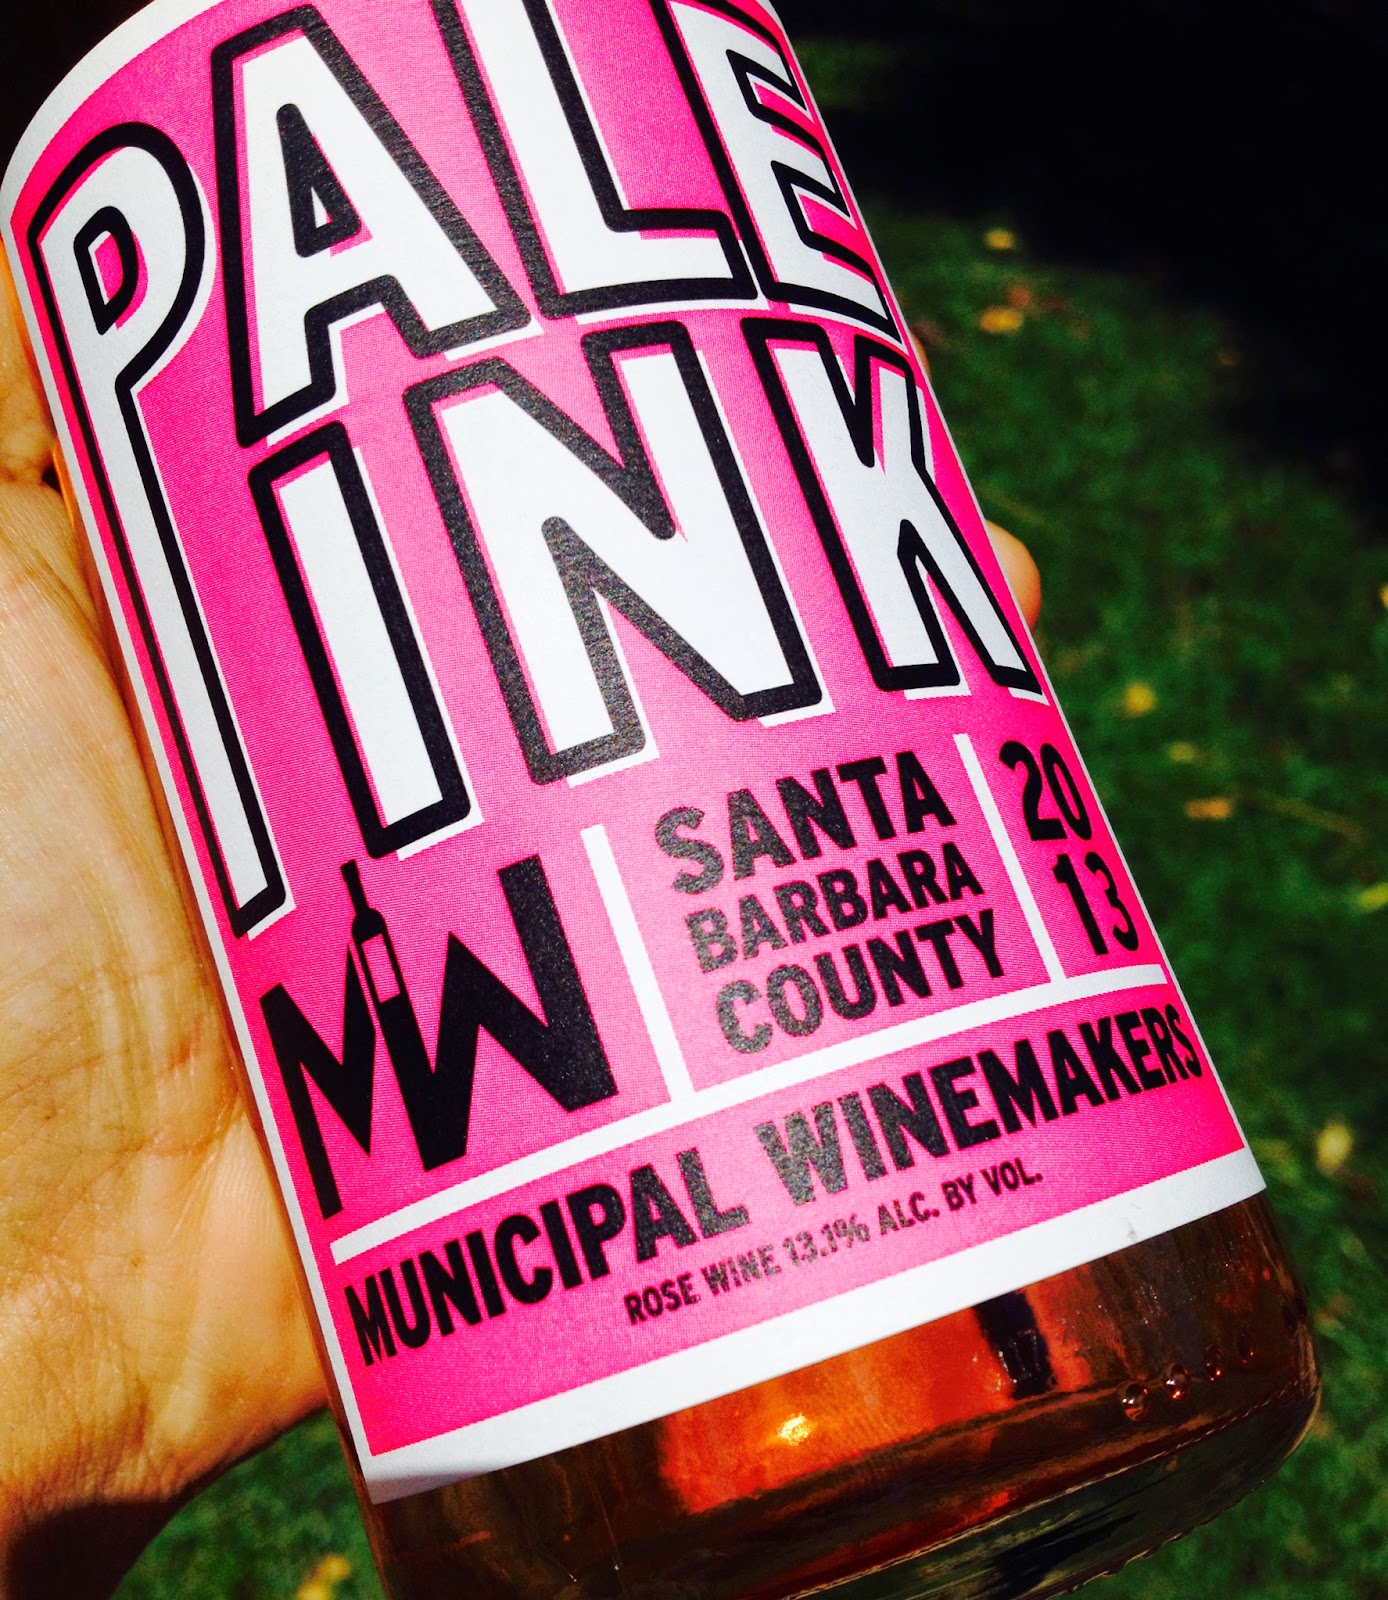 PALE
INK
MW
SANTA
BARBARA
COUNTY
20
13
MUNICIPAL WINEMAKERS
ROSE WINE 13.1% ALC. BY VOL.